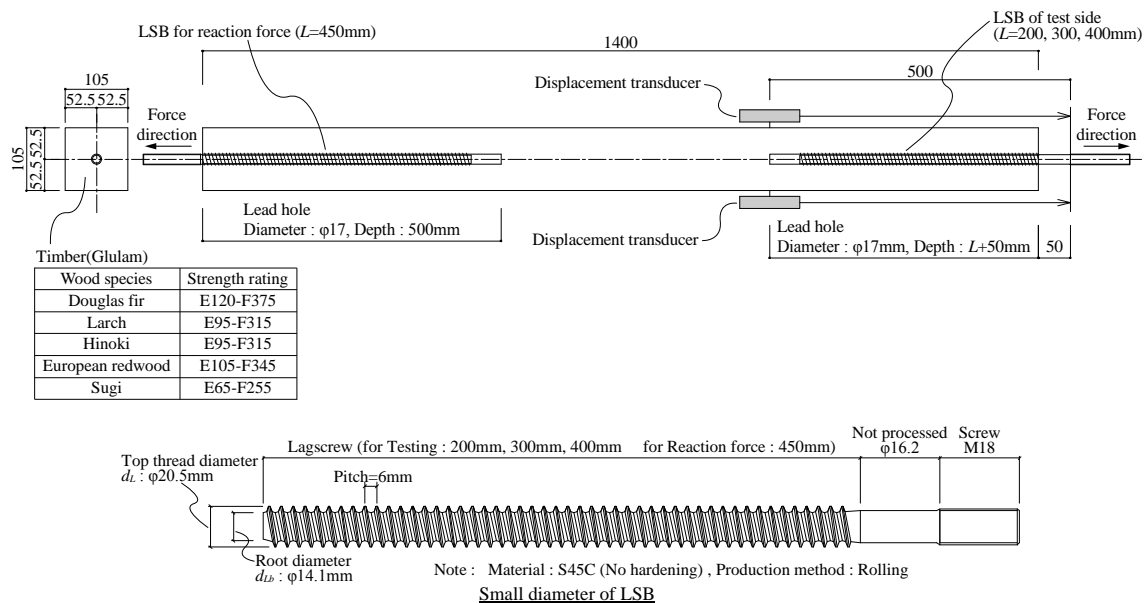 LSB for reaction force (L=450mm)
LSB of test side
(L=200, 300, 400mm)
1400
500
Displacement transducer
105
52.5 52.5
Force
direction
Force
direction
105
52.5 52.5
Lead hole
Diameter : φ17, Depth : 500mm
Displacement transducer
Lead hole
Diameter : φ17mm, Depth : L+50mm
50
Timber(Glulam)
Wood species Strength rating
Douglas fir E120-F375
Larch E95-F315
Hinoki E95-F315
European redwood E105-F345
Sugi E65-F255
Lagscrew (for Testing : 200mm, 300mm, 400mm for Reaction force : 450mm)
Not processed
φ16.2
Screw
M18
Top thread diameter
dL : φ20.5mm
Pitch=6mm
Root diameter
dLb : φ14.1mm
Note : Material : S45C (No hardening) , Production method : Rolling
Small diameter of LSB